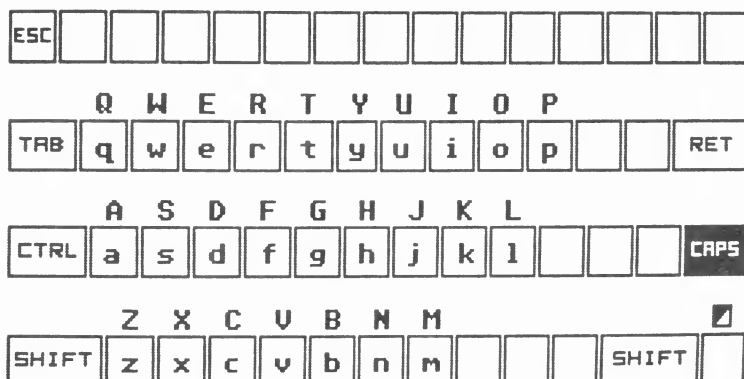 ESC
Q W E R T Y U I O P
TAB q w e r t y u i o p RET
A S D F G H J K L
CTRL a s d f g h j k l CAPS
Z X C V B N M
SHIFT z x c v b n m SHIFT